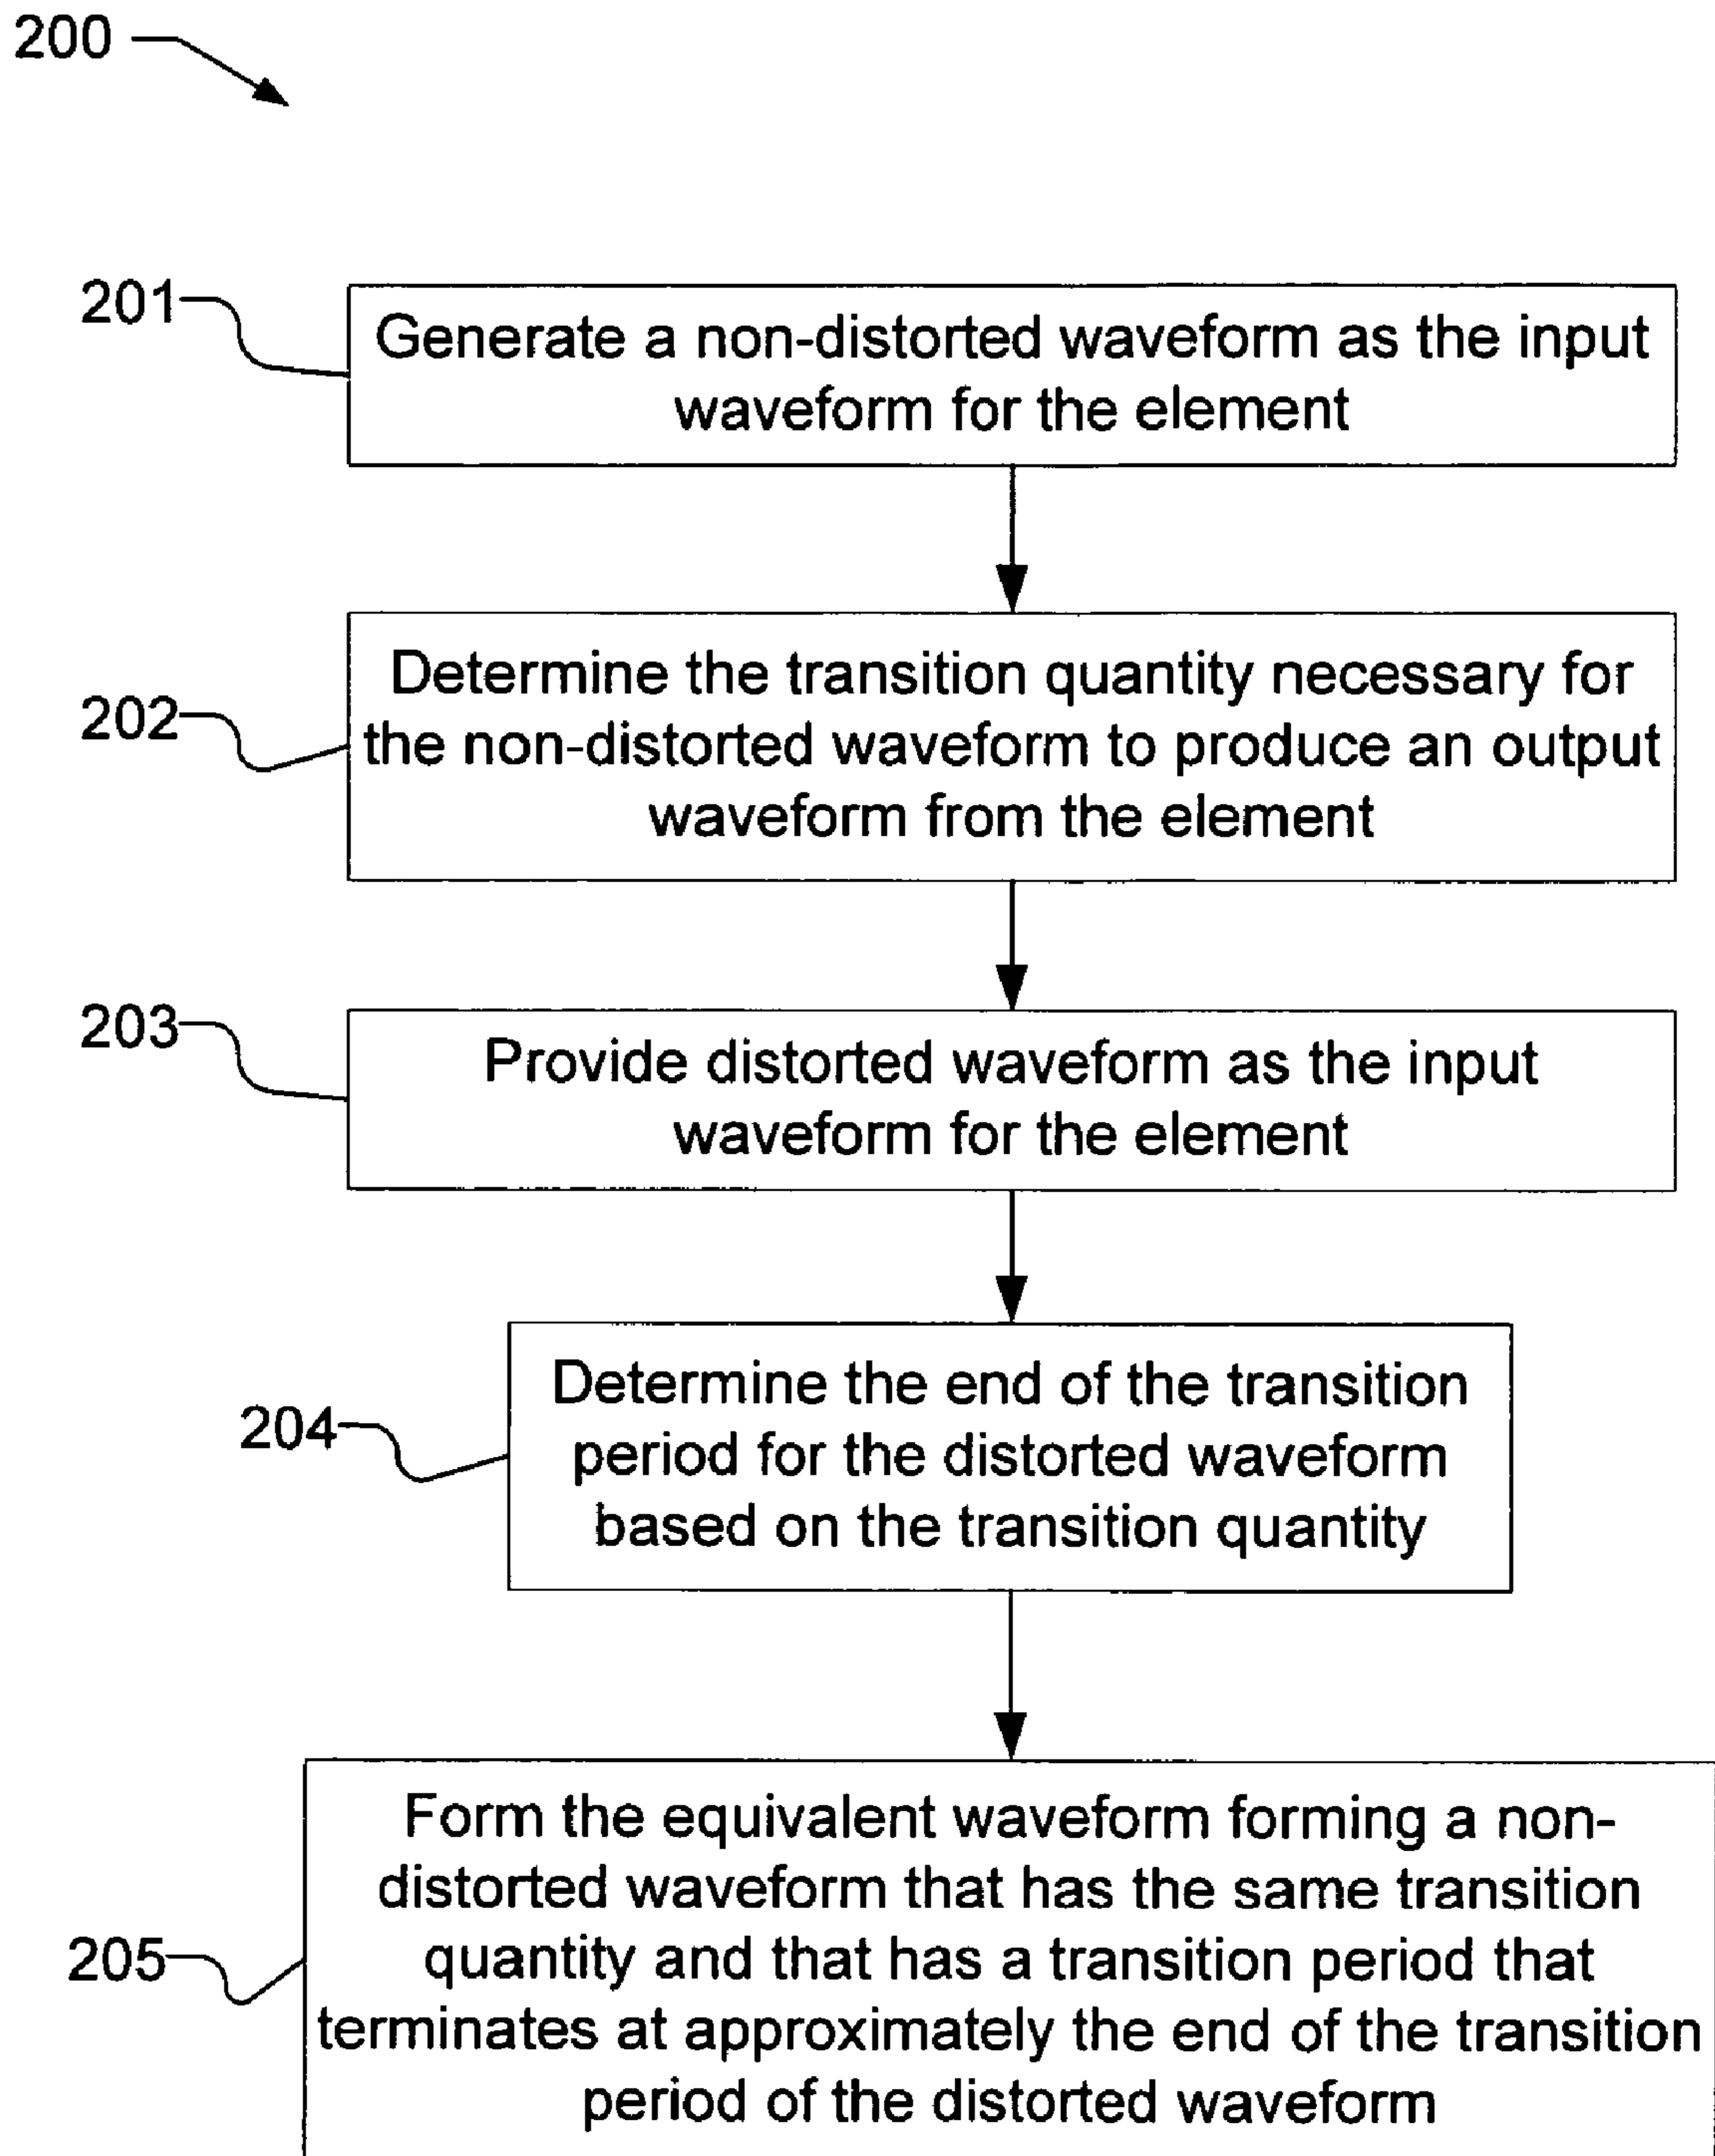 200
201
Generate a non-distorted waveform as the input
waveform for the element
202
Determine the transition quantity necessary for
the non-distorted waveform to produce an output
waveform from the element
203
Provide distorted waveform as the input
waveform for the element
204
Determine the end of the transition
period for the distorted waveform
based on the transition quantity
205
Form the equivalent waveform forming a non-
distorted waveform that has the same transition
quantity and that has a transition period that
terminates at approximately the end of the transition
period of the distorted waveform